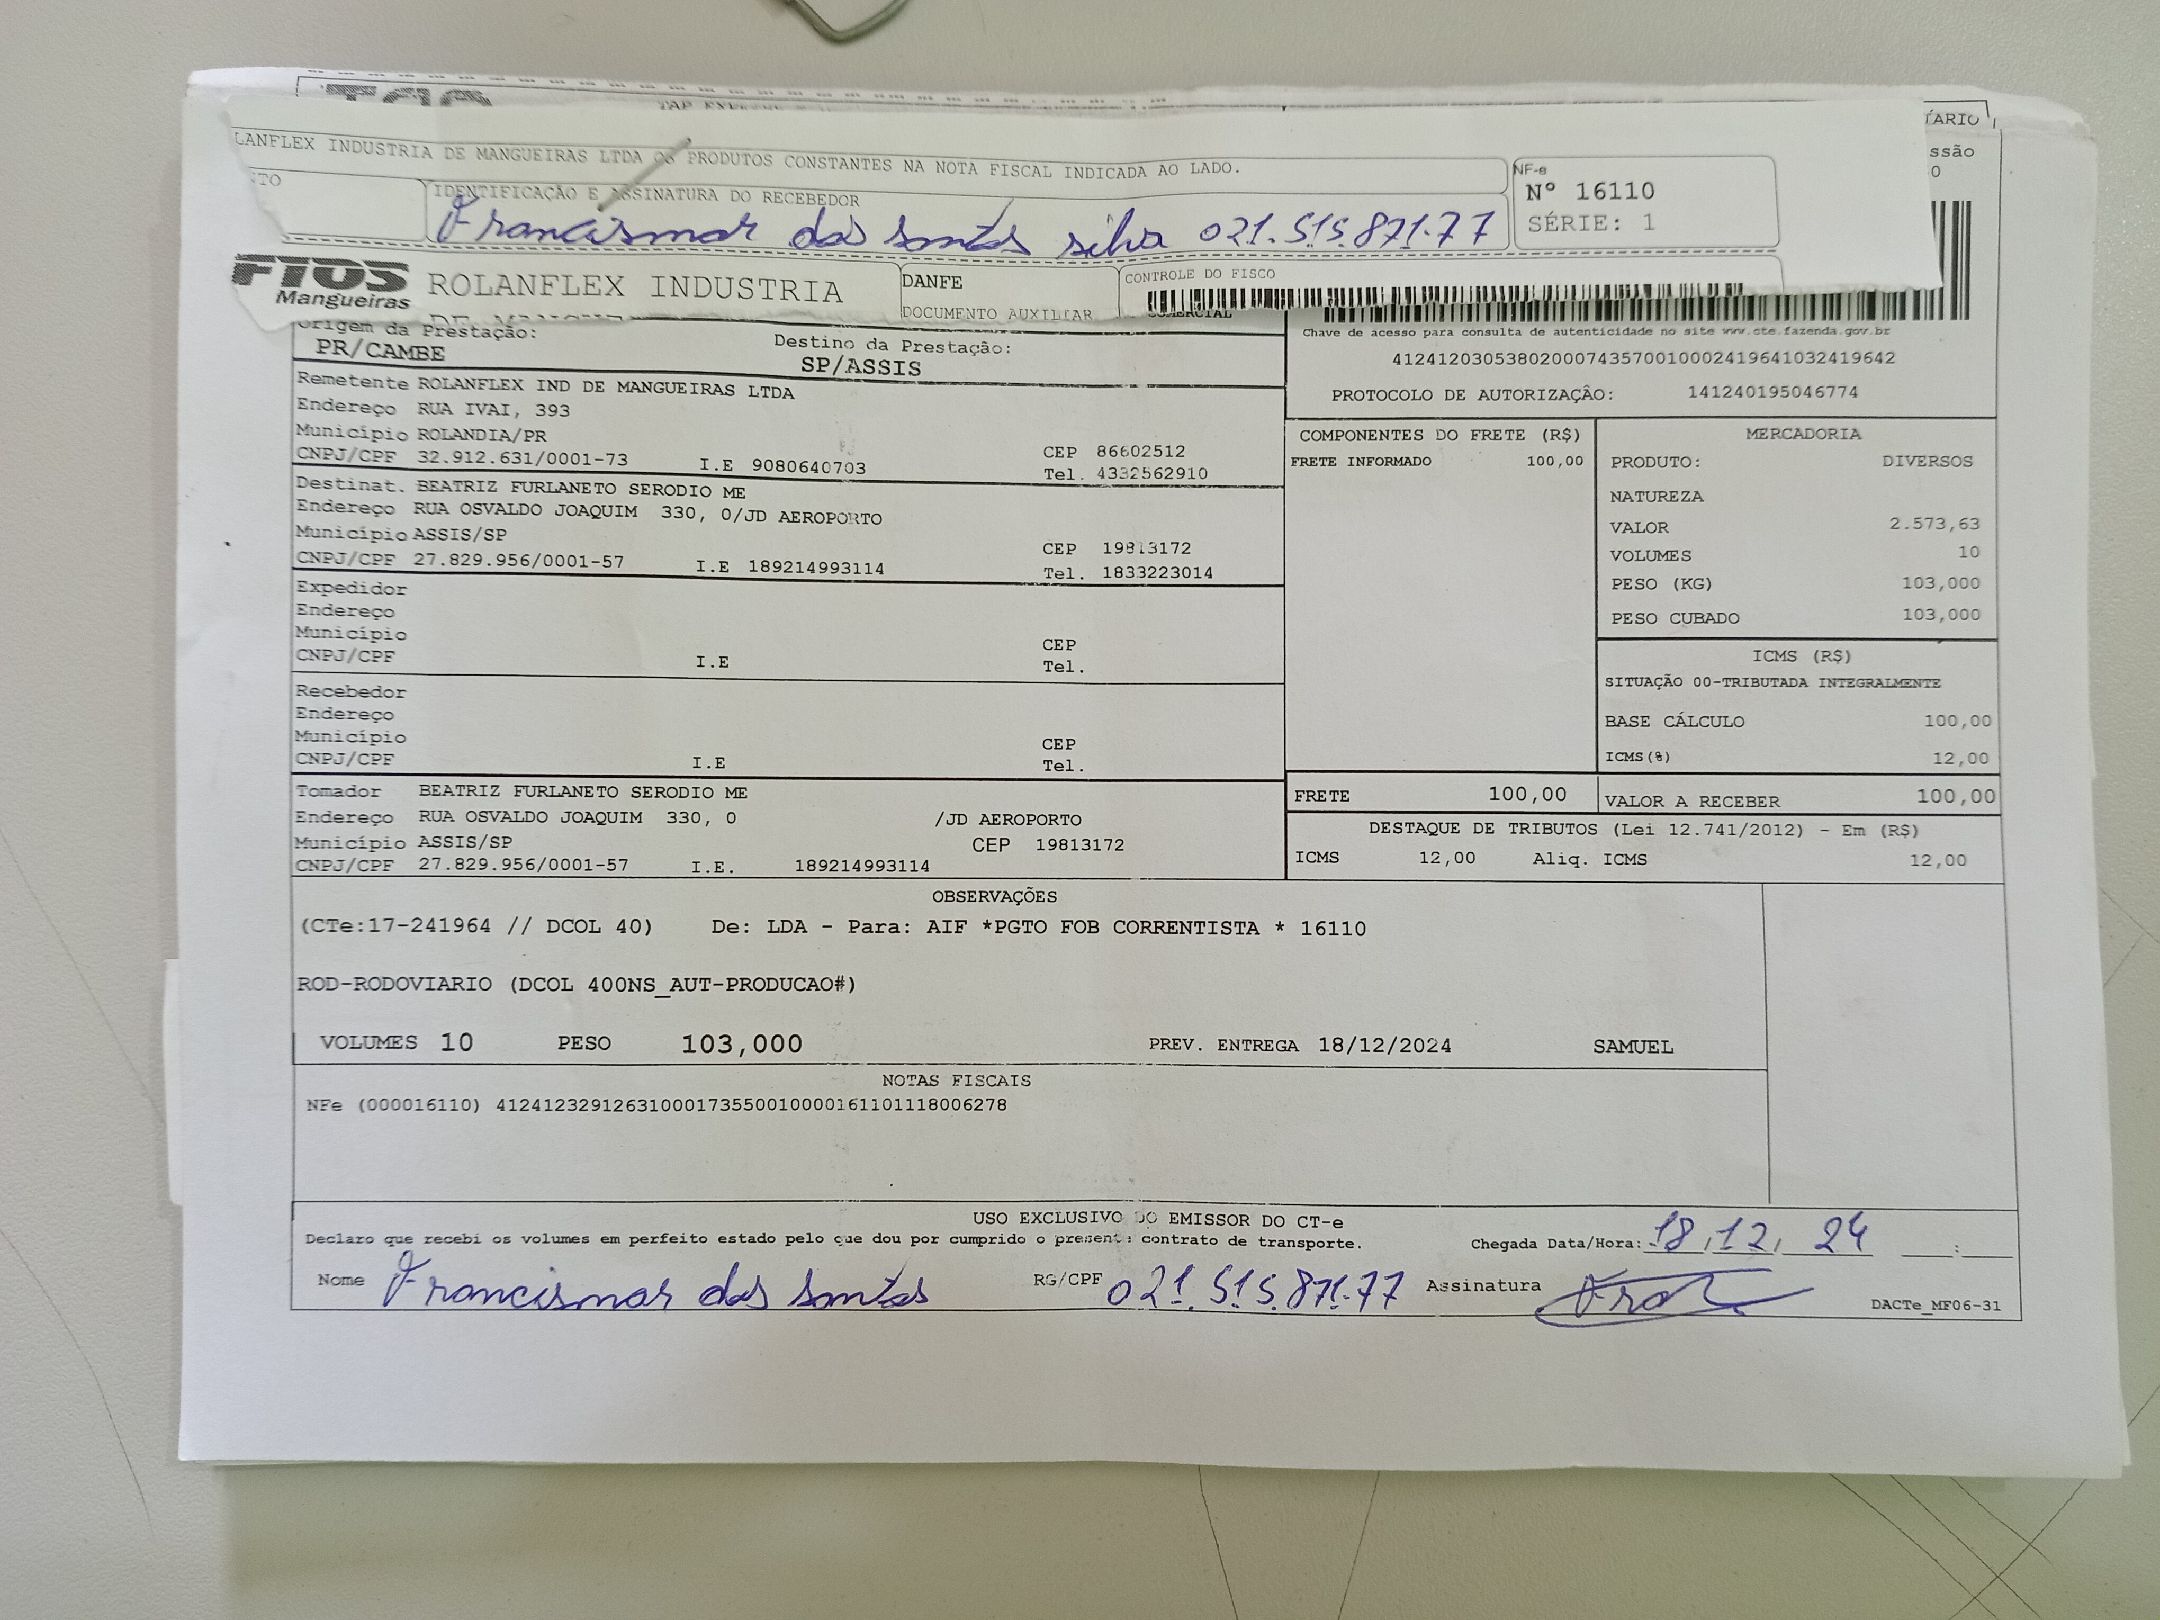 TAP
LANFLEX INDUSTRIA DE MANGUEIRAS LTDA OS PRODUTOS CONSTANTES NA NOTA FISCAL INDICADA AO LADO.
IDENTIFICAÇÃO E ASSINATURA DO RECEBEDOR
Francismar dos santos silva 021.515.871.77
NF-e
Nº 16110
SÉRIE: 1
FIOS
Mangueiras
ROLANFLEX INDUSTRIA
DANFE
DOCUMENTO AUXILIAR
CONTROLE DO FISCO
Chave de acesso para consulta de autenticidade no site www.cte.fazenda.gov.br
41241203053802000743570010002419641032419642
PROTOCOLO DE AUTORIZAÇÃO: 141240195046774
Origem da Prestação:
PR/CAMBE
Destino da Prestação:
SP/ASSIS
Remetente ROLANFLEX IND DE MANGUEIRAS LTDA
Endereço RUA IVAI, 393
Município ROLANDIA/PR CEP 86602512
CNPJ/CPF 32.912.631/0001-73 I.E 9080640703 Tel. 4332562910
Destinat. BEATRIZ FURLANETO SERODIO ME
Endereço RUA OSVALDO JOAQUIM 330, 0/JD AEROPORTO
Município ASSIS/SP CEP 19813172
CNPJ/CPF 27.829.956/0001-57 I.E 189214993114 Tel. 1833223014
Expedidor
Endereço
Município CEP
CNPJ/CPF I.E Tel.
Recebedor
Endereço
Município CEP
CNPJ/CPF I.E Tel.
Tomador BEATRIZ FURLANETO SERODIO ME
Endereço RUA OSVALDO JOAQUIM 330, 0 /JD AEROPORTO
Município ASSIS/SP CEP 19813172
CNPJ/CPF 27.829.956/0001-57 I.E. 189214993114
COMPONENTES DO FRETE (R$)
FRETE INFORMADO 100,00
MERCADORIA
PRODUTO: DIVERSOS
NATUREZA
VALOR 2.573,63
VOLUMES 10
PESO (KG) 103,000
PESO CUBADO 103,000
ICMS (R$)
SITUAÇÃO 00-TRIBUTADA INTEGRALMENTE
BASE CÁLCULO 100,00
ICMS(%) 12,00
FRETE 100,00 VALOR A RECEBER 100,00
DESTAQUE DE TRIBUTOS (Lei 12.741/2012) - Em (R$)
ICMS 12,00 Aliq. ICMS 12,00
OBSERVAÇÕES
(CTe:17-241964 // DCOL 40) De: LDA - Para: AIF *PGTO FOB CORRENTISTA * 16110
ROD-RODOVIARIO (DCOL 400NS_AUT-PRODUCAO#)
VOLUMES 10 PESO 103,000 PREV. ENTREGA 18/12/2024 SAMUEL
NOTAS FISCAIS
NFe (000016110) 41241232912631000173550010000161101118006278
USO EXCLUSIVO DO EMISSOR DO CT-e
Declaro que recebi os volumes em perfeito estado pelo que dou por cumprido o presente contrato de transporte. Chegada Data/Hora: 18,12, 24
Nome Francismar dos santos RG/CPF 021.515.871.77 Assinatura
DACTe_MF06-31